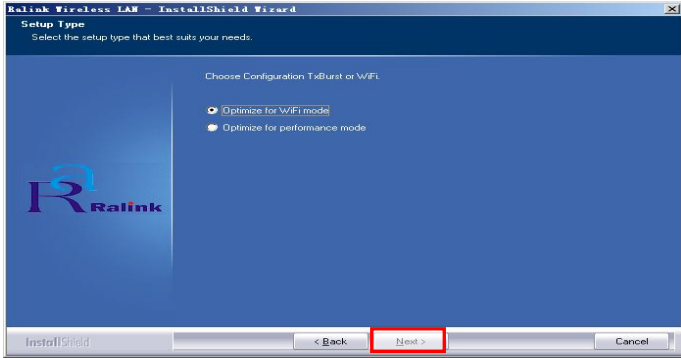 Ralink Wireless LAN - InstallShield Wizard
Setup Type
Select the setup type that best suits your needs.
Choose Configuration TxBurst or WiFi.
Optimize for WiFi mode
Optimize for performance mode
Ra
Ralink
InstallShield
< Back
Next >
Cancel